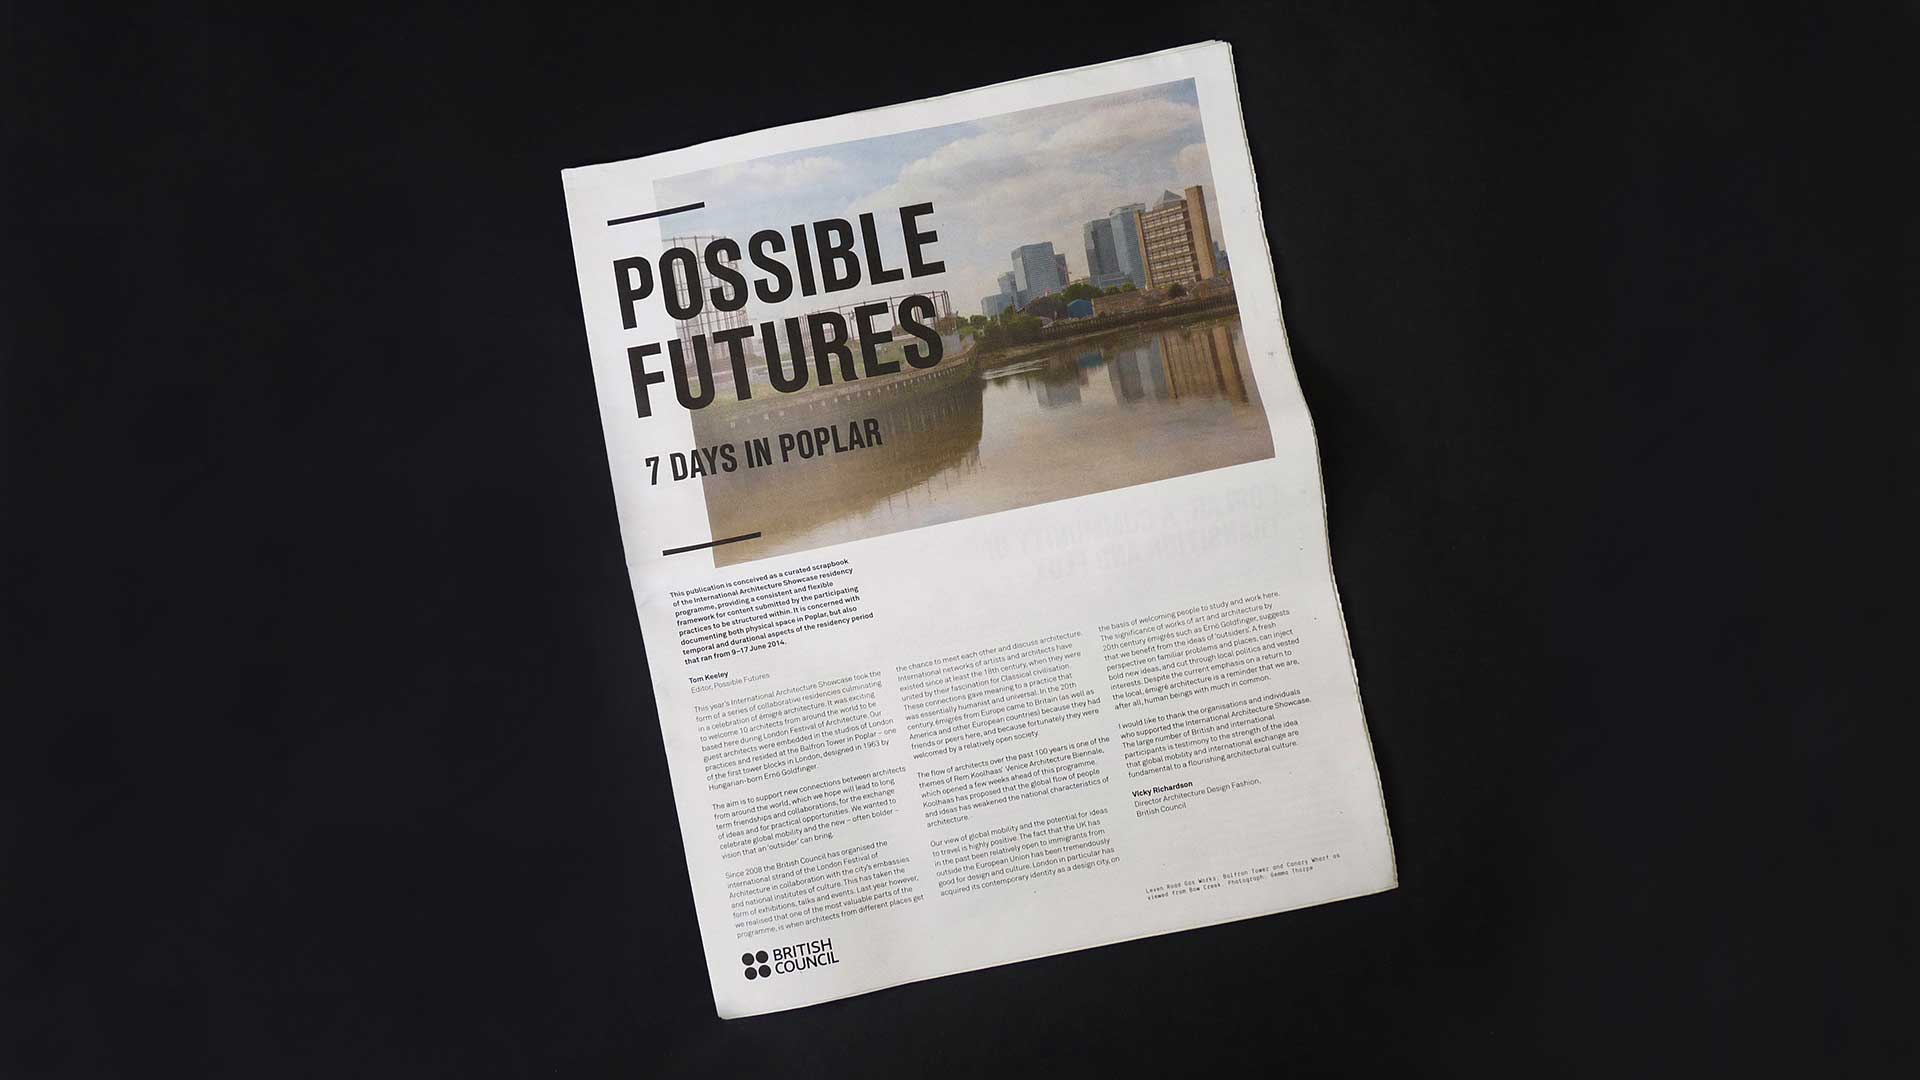 POSSIBLE
FUTURES
7 DAYS IN POPLAR
This publication is conceived as a curated scrapbook
of the International Architecture Showcase residency
programme, providing a consistent and flexible
framework for content submitted by the participating
practices to be structured within. It is concerned with
documenting both physical space in Poplar, but also
temporal and durational aspects of the residency period
that ran from 9–17 June 2014.
Tom Keeley
Editor, Possible Futures
This year's International Architecture Showcase took the
form of a series of collaborative residencies culminating
in a celebration of émigré architecture. It was exciting
to welcome 10 architects from around the world to be
based here during London Festival of Architecture. Our
guest architects were embedded in the studios of London
practices and resided at the Balfron Tower in Poplar – one
of the first tower blocks in London, designed in 1963 by
Hungarian-born Ernö Goldfinger.
The aim is to support new connections between architects
from around the world, which we hope will lead to long
term friendships and collaborations, for the exchange
of ideas and for practical opportunities. We wanted to
celebrate global mobility and the new – often bolder –
vision that an 'outsider' can bring.
Since 2008 the British Council has organised the
international strand of the London Festival of
Architecture in collaboration with the city's embassies
and national institutes of culture. This has taken the
form of exhibitions, talks and events. Last year however,
we realised that one of the most valuable parts of the
programme, is when architects from different places get
the chance to meet each other and discuss architecture.
International networks of artists and architects have
existed since at least the 18th century, when they were
united by their fascination for Classical civilisation.
These connections gave meaning to a practice that
was essentially humanist and universal. In the 20th
century, émigrés from Europe came to Britain (as well as
America and other European countries) because they had
friends or peers here, and because fortunately they were
welcomed by a relatively open society.
The flow of architects over the past 100 years is one of the
themes of Rem Koolhaas' Venice Architecture Biennale,
which opened a few weeks ahead of this programme.
Koolhaas has proposed that the global flow of people
and ideas has weakened the national characteristics of
architecture.
Our view of global mobility and the potential for ideas
to travel is highly positive. The fact that the UK has
in the past been relatively open to immigrants from
outside the European Union has been tremendously
good for design and culture. London in particular has
acquired its contemporary identity as a design city, on
the basis of welcoming people to study and work here.
The significance of works of art and architecture by
20th century émigrés such as Ernö Goldfinger, suggests
that we benefit from the ideas of 'outsiders'. A fresh
perspective on familiar problems and places, can inject
bold new ideas, and cut through local politics and vested
interests. Despite the current emphasis on a return to
the local, émigré architecture is a reminder that we are,
after all, human beings with much in common.
I would like to thank the organisations and individuals
who supported the International Architecture Showcase.
The large number of British and international
participants is testimony to the strength of the idea
that global mobility and international exchange are
fundamental to a flourishing architectural culture.
Vicky Richardson
Director Architecture Design Fashion,
British Council
Leven Road Gas Works, Balfron Tower and Canary Wharf as
viewed from Bow Creek. Photograph: Gemma Thorpe
BRITISH
COUNCIL